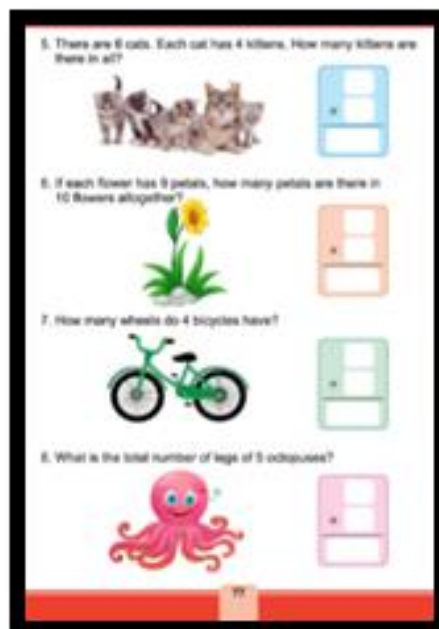 5. There are 6 cats. Each cat has 4 kittens. How many kittens are
there in all?
×
6. If each flower has 9 petals, how many petals are there in
10 flowers altogether?
×
7. How many wheels do 4 bicycles have?
×
8. What is the total number of legs of 5 octopuses?
×
77